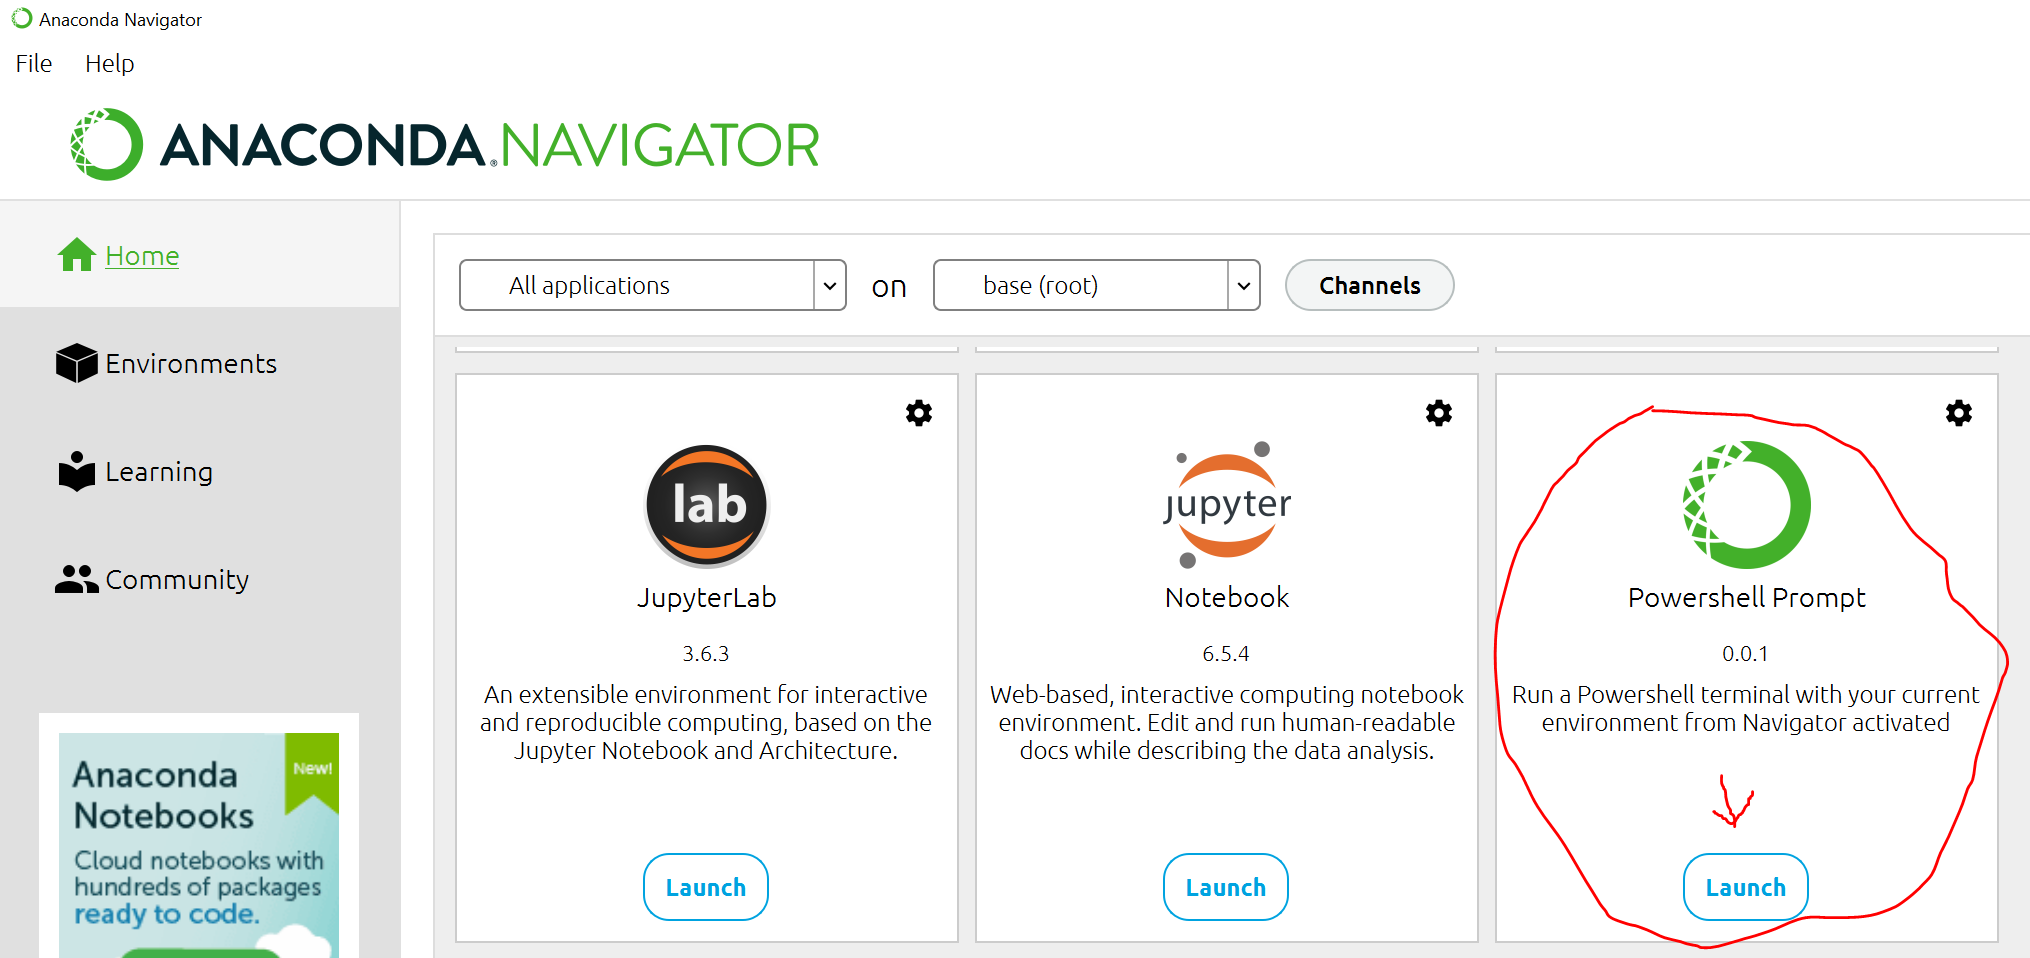 Anaconda Navigator
File Help
ANACONDA.NAVIGATOR
Home
Environments
Learning
Community
Anaconda
Notebooks
New!
Cloud notebooks with
hundreds of packages
ready to code.
All applications on base (root) Channels
lab
JupyterLab
3.6.3
An extensible environment for interactive
and reproducible computing, based on the
Jupyter Notebook and Architecture.
Launch
jupyter
Notebook
6.5.4
Web-based, interactive computing notebook
environment. Edit and run human-readable
docs while describing the data analysis.
Launch
Powershell Prompt
0.0.1
Run a Powershell terminal with your current
environment from Navigator activated
Launch